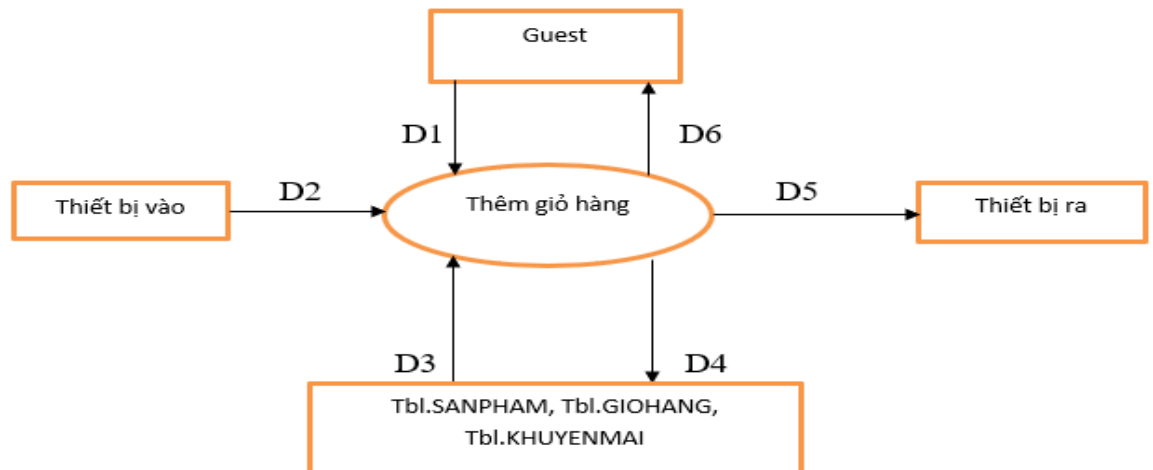 Guest
D1
D6
Thiết bị vào
D2
Thêm giỏ hàng
D5
Thiết bị ra
D3
D4
Tbl.SANPHAM, Tbl.GIOHANG,
Tbl.KHUYENMAI